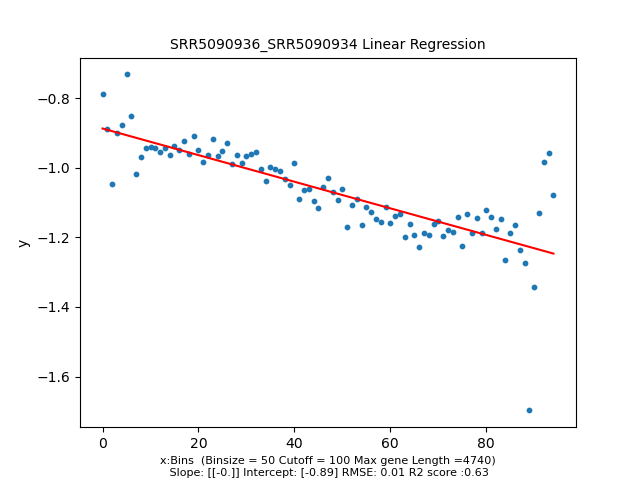 SRR5090936_SRR5090934 Linear Regression
−0.8
−1.0
−1.2
−1.4
−1.6
y
0 20 40 60 80
x:Bins  (Binsize = 50 Cutoff = 100 Max gene Length =4740)
Slope: [[-0.]] Intercept: [-0.89] RMSE: 0.01 R2 score :0.63